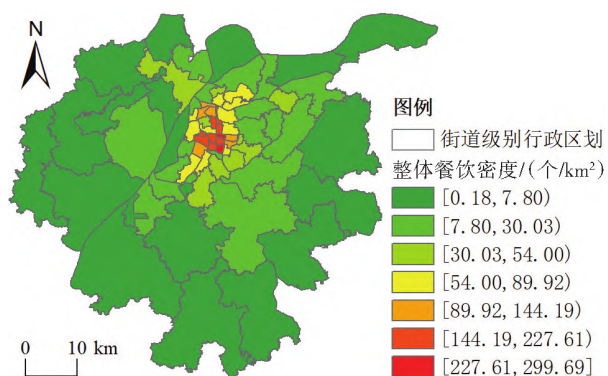 N
图例
街道级别行政区划
整体餐饮密度/(个/km²)
[0.18,7.80)
[7.80,30.03)
[30.03,54.00)
[54.00,89.92)
[89.92,144.19)
[144.19,227.61)
[227.61,299.69]
0 10 km